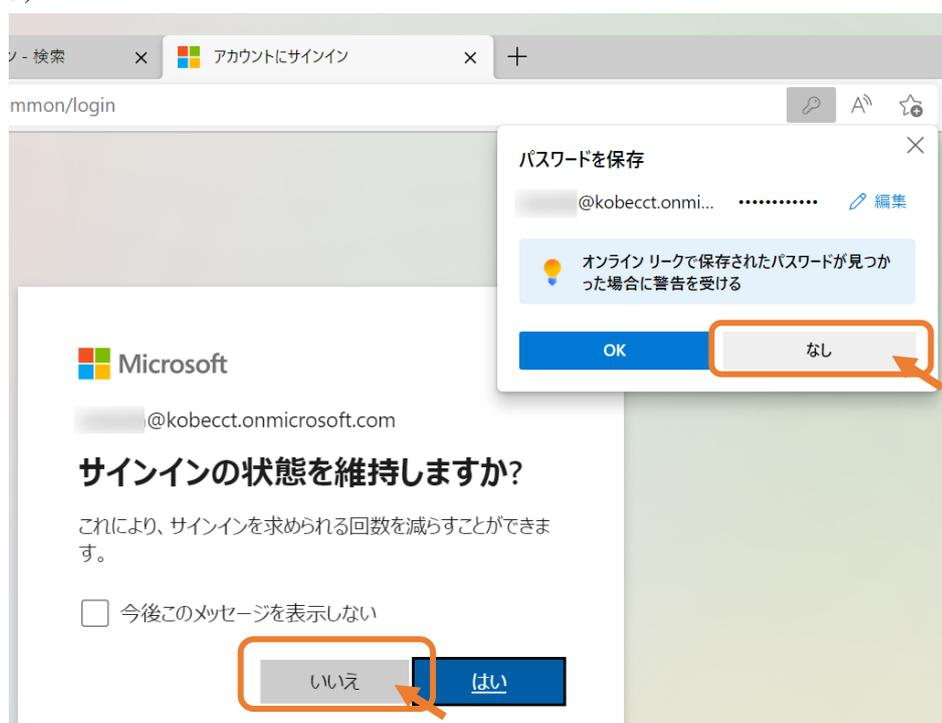 ン - 検索
アカウントにサインイン
mmon/login
パスワードを保存
@kobecct.onmi... •••••••••••• 編集
オンライン リークで保存されたパスワードが見つか
った場合に警告を受ける
OK なし
Microsoft
@kobecct.onmicrosoft.com
サインインの状態を維持しますか?
これにより、サインインを求められる回数を減らすことができま
す。
今後このメッセージを表示しない
いいえ はい